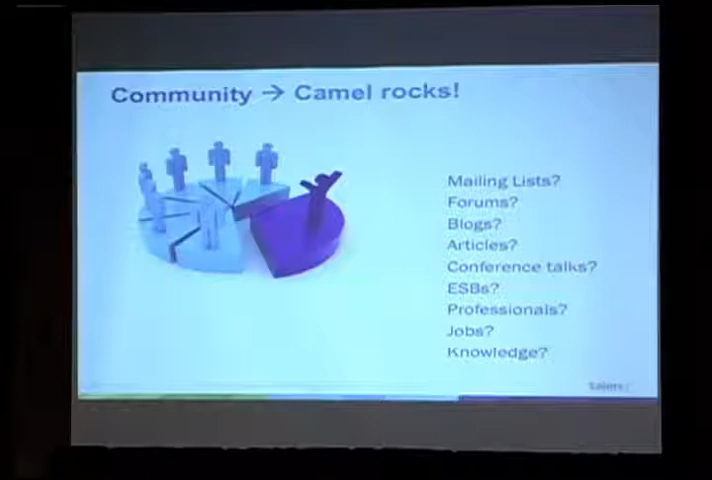 Community → Camel rocks!
Mailing Lists?
Forums?
Blogs?
Articles?
Conference talks?
ESBs?
Professionals?
Jobs?
Knowledge?